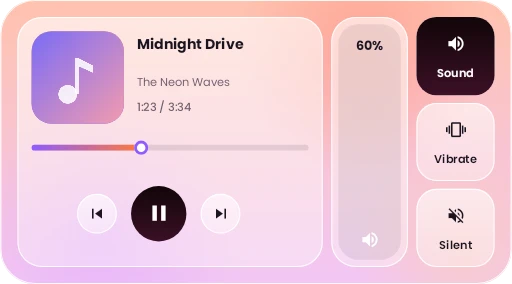 Midnight Drive
The Neon Waves
1:23 / 3:34
60%
Sound
Vibrate
Silent